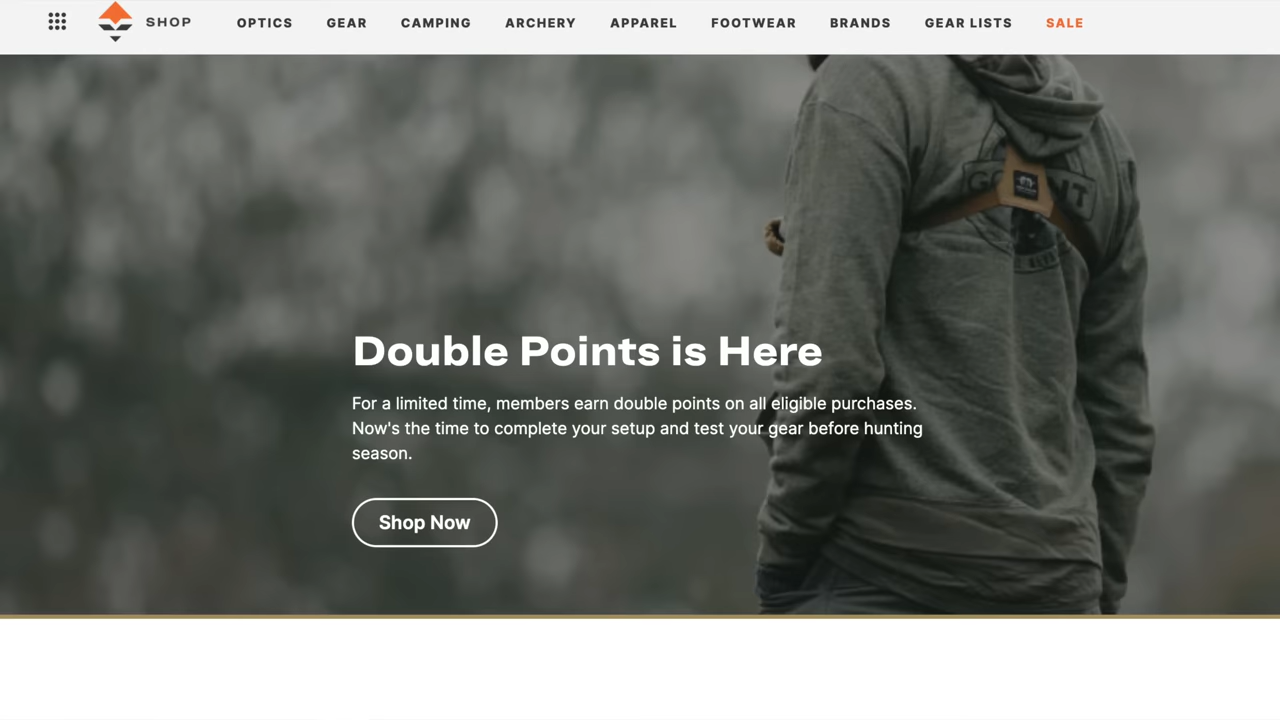 SHOP OPTICS GEAR CAMPING ARCHERY APPAREL FOOTWEAR BRANDS GEAR LISTS SALE
Double Points is Here
For a limited time, members earn double points on all eligible purchases.
Now's the time to complete your setup and test your gear before hunting
season.
Shop Now